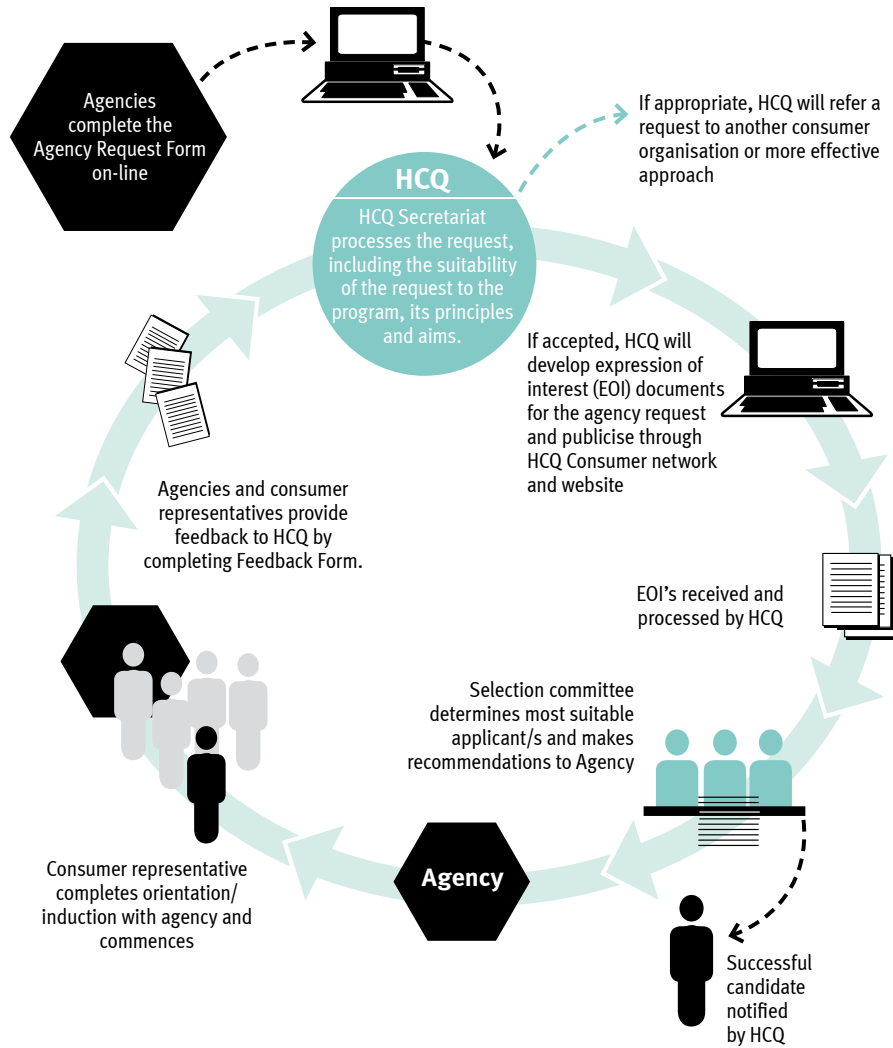 Agencies
complete the
Agency Request Form
on-line
If appropriate, HCQ will refer a
request to another consumer
organisation or more effective
approach
HCQ
HCQ Secretariat
processes the request,
including the suitability
of the request to the
program, its principles
and aims.
If accepted, HCQ will
develop expression of
interest (EOI) documents
for the agency request
and publicise through
HCQ Consumer network
and website
EOI's received and
processed by HCQ
Selection committee
determines most suitable
applicant/s and makes
recommendations to Agency
Successful
candidate
notified
by HCQ
Agency
Consumer representative
completes orientation/
induction with agency and
commences
Agencies and consumer
representatives provide
feedback to HCQ by
completing Feedback Form.